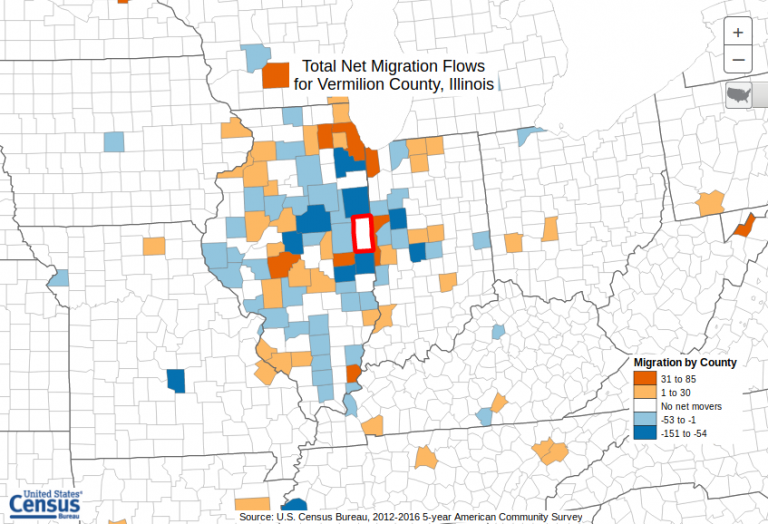 +
−
Total Net Migration Flows
for Vermilion County, Illinois
Migration by County
31 to 85
1 to 30
No net movers
-53 to -1
-151 to -54
United States®
Census
Bureau
Source: U.S. Census Bureau, 2012-2016 5-year American Community Survey